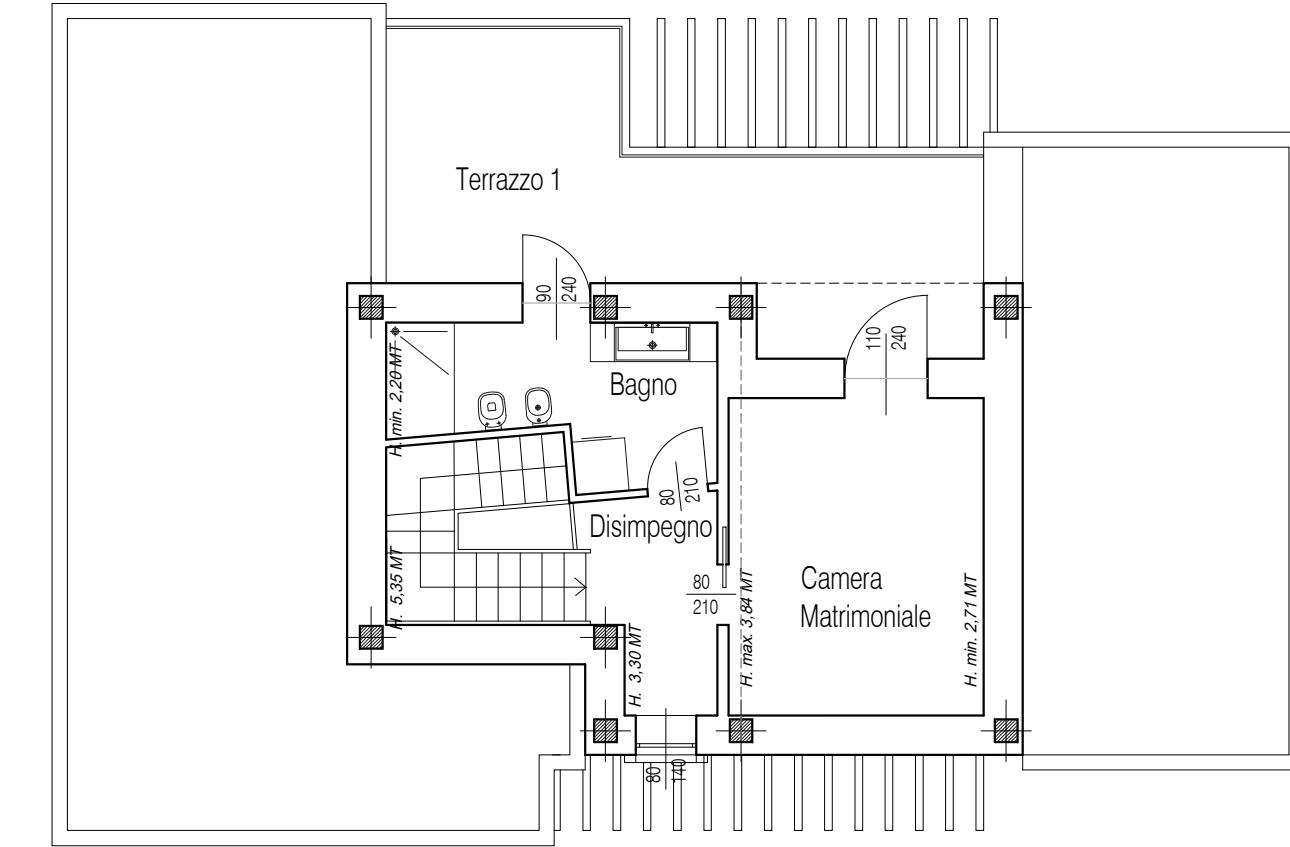 Terrazzo 1
90
240
110
240
H. min. 2,20 MT
Bagno
80
210
Disimpegno
H. 5,35 MT
80
210
H. 3,30 MT
H. max. 3,84 MT
Camera
Matrimoniale
H. min. 2,71 MT
80
140